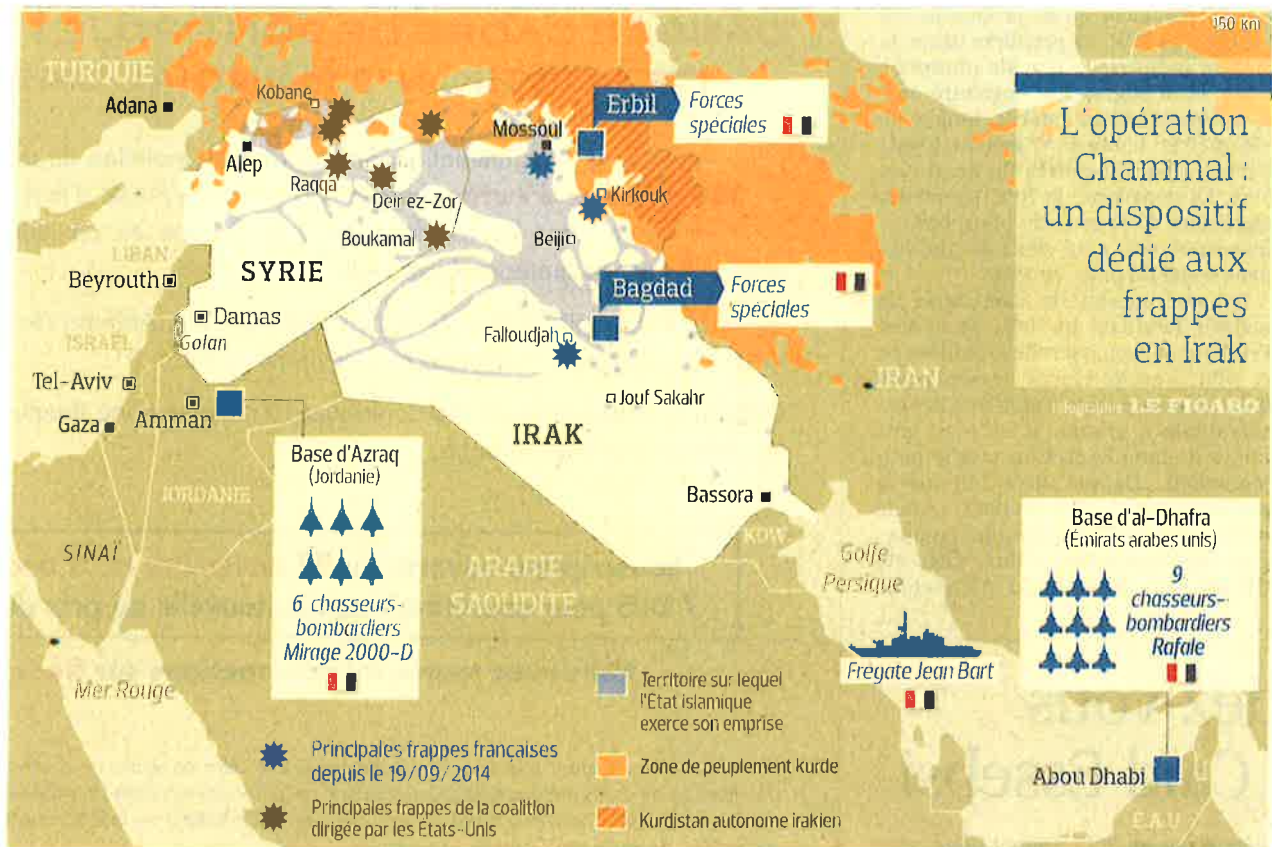 150 Km
L'opération
Chammal :
un dispositif
dédié aux
frappes
en Irak
Infographie LE FIGARO
TURQUIE
Adana
Kobane
Alep
Raqqa
Deir ez-Zor
Boukamal
Mossoul
Erbil
Forces
spéciales
Kirkouk
Beiji
Bagdad
Forces
spéciales
LIBAN
Beyrouth
SYRIE
Damas
Golan
ISRAËL
Tel-Aviv
Amman
Gaza
Falloudjah
Jouf Sakahr
IRAN
IRAK
Bassora
JORDANIE
SINAÏ
Base d'Azraq
(Jordanie)
6 chasseurs-
bombardiers
Mirage 2000-D
ARABIE
SAOUDITE
KOW.
Golfe
Persique
Base d'al-Dhafra
(Émirats arabes unis)
9
chasseurs-
bombardiers
Rafale
Frégate Jean Bart
Mer Rouge
Abou Dhabi
E.A.U
Principales frappes françaises
depuis le 19/09/2014
Principales frappes de la coalition
dirigée par les États-Unis
Territoire sur lequel
l'État islamique
exerce son emprise
Zone de peuplement kurde
Kurdistan autonome irakien